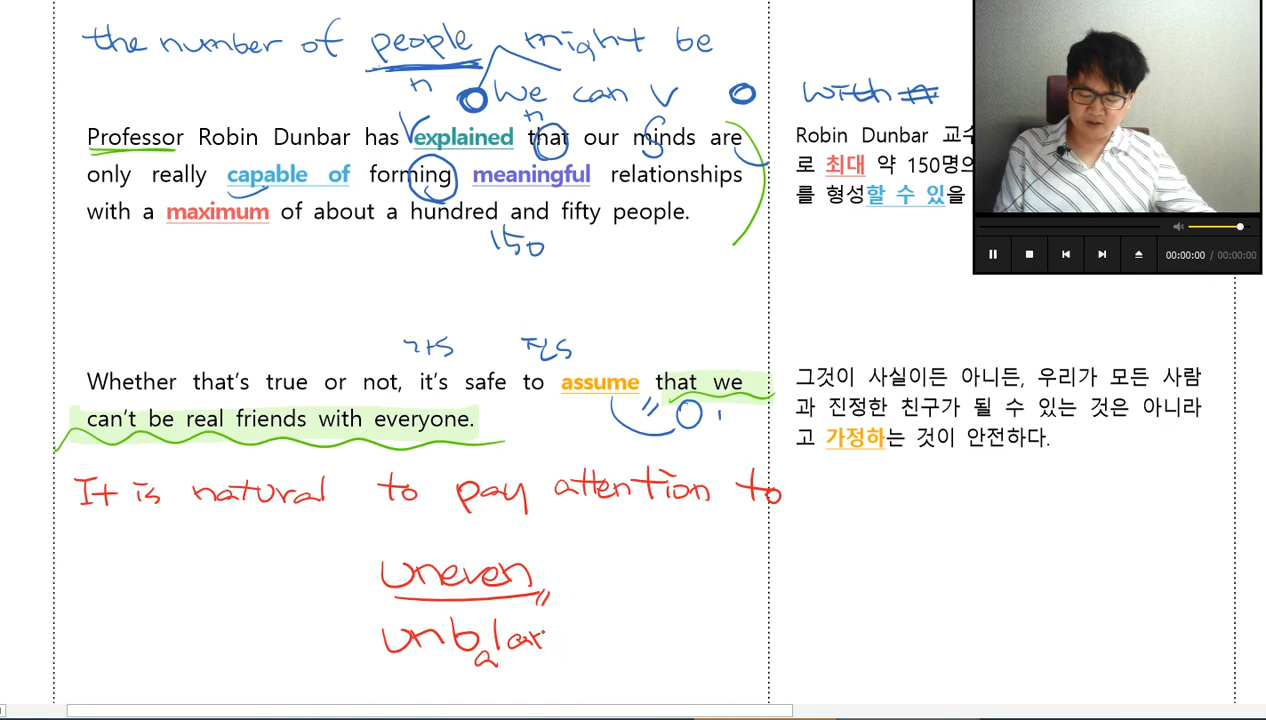 the number of people might be
n we can V with
Professor Robin Dunbar has explained that our minds are
only really capable of forming meaningful relationships
with a maximum of about a hundred and fifty people.
150
Robin Dunbar 교수
로 최대 약 150명으
를 형성할 수 있을
00:00:00 / 00:00:00
가S 진S
Whether that's true or not, it's safe to assume that we
can't be real friends with everyone.
그것이 사실이든 아니든, 우리가 모든 사람
과 진정한 친구가 될 수 있는 것은 아니라
고 가정하는 것이 안전하다.
It is natural to pay attention to
uneven